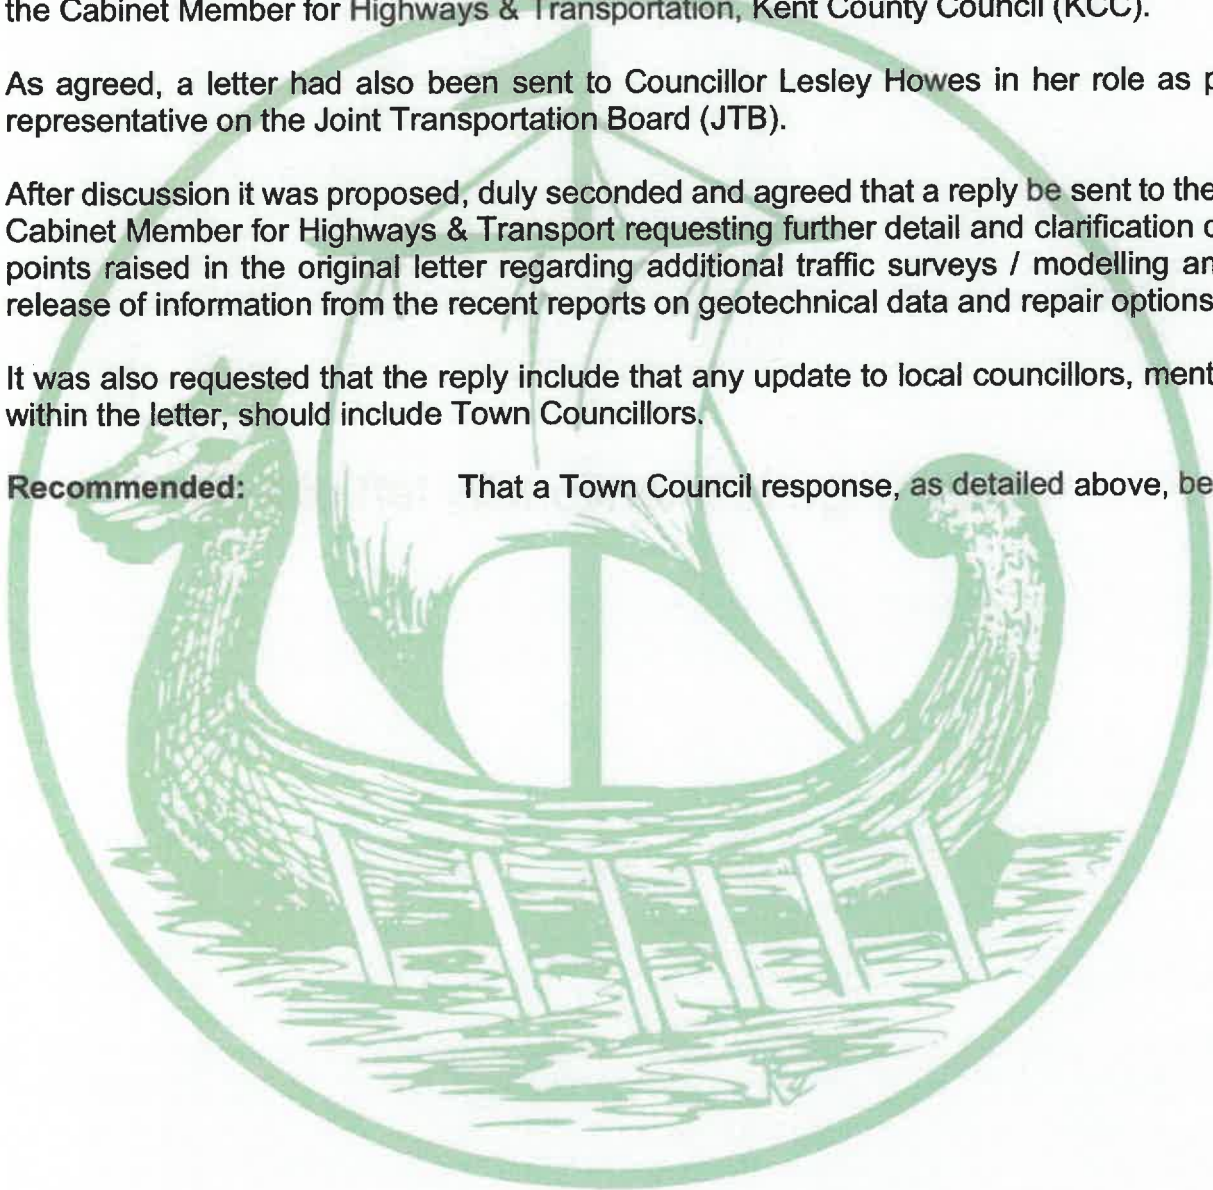 the Cabinet Member for Highways & Transportation, Kent County Council (KCC).
As agreed, a letter had also been sent to Councillor Lesley Howes in her role as
representative on the Joint Transportation Board (JTB).
After discussion it was proposed, duly seconded and agreed that a reply be sent to the
Cabinet Member for Highways & Transport requesting further detail and clarification
points raised in the original letter regarding additional traffic surveys / modelling
release of information from the recent reports on geotechnical data and repair options
It was also requested that the reply include that any update to local councillors,
within the letter, should include Town Councillors.
Recommended: That a Town Council response, as detailed above, be